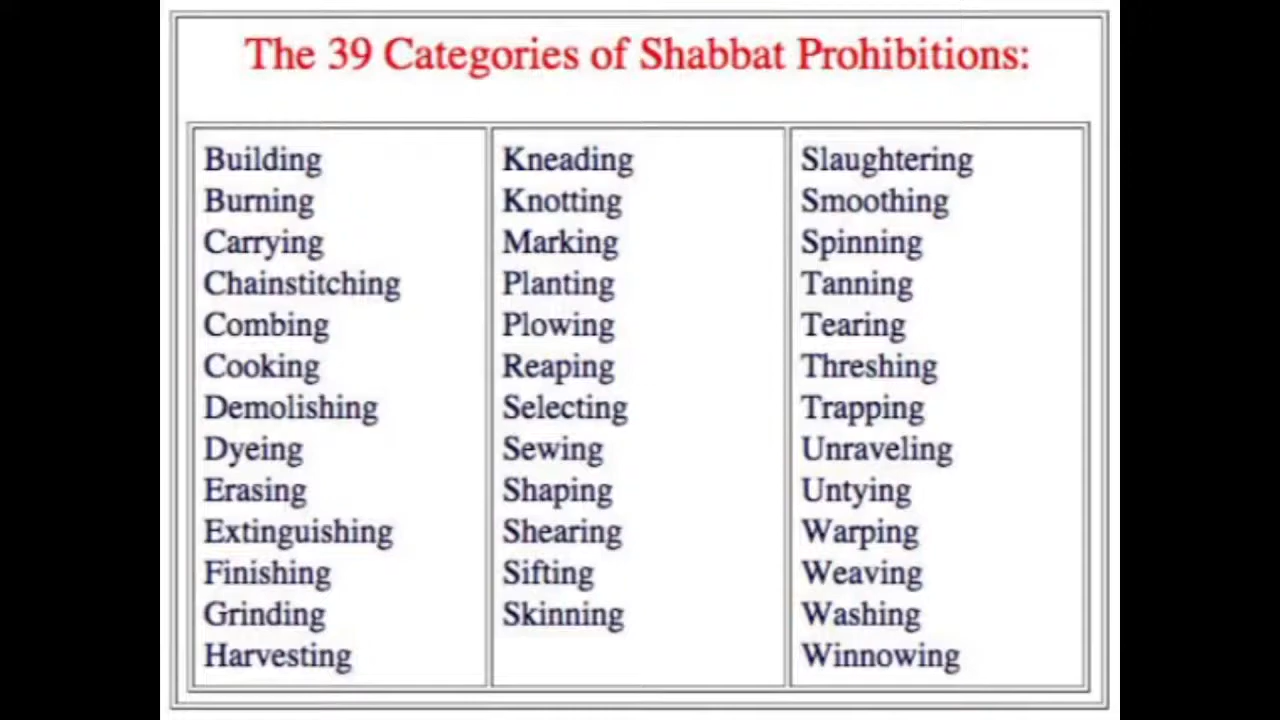 The 39 Categories of Shabbat Prohibitions:
Building
Burning
Carrying
Chainstitching
Combing
Cooking
Demolishing
Dyeing
Erasing
Extinguishing
Finishing
Grinding
Harvesting
Kneading
Knotting
Marking
Planting
Plowing
Reaping
Selecting
Sewing
Shaping
Shearing
Sifting
Skinning
Slaughtering
Smoothing
Spinning
Tanning
Tearing
Threshing
Trapping
Unraveling
Untying
Warping
Weaving
Washing
Winnowing